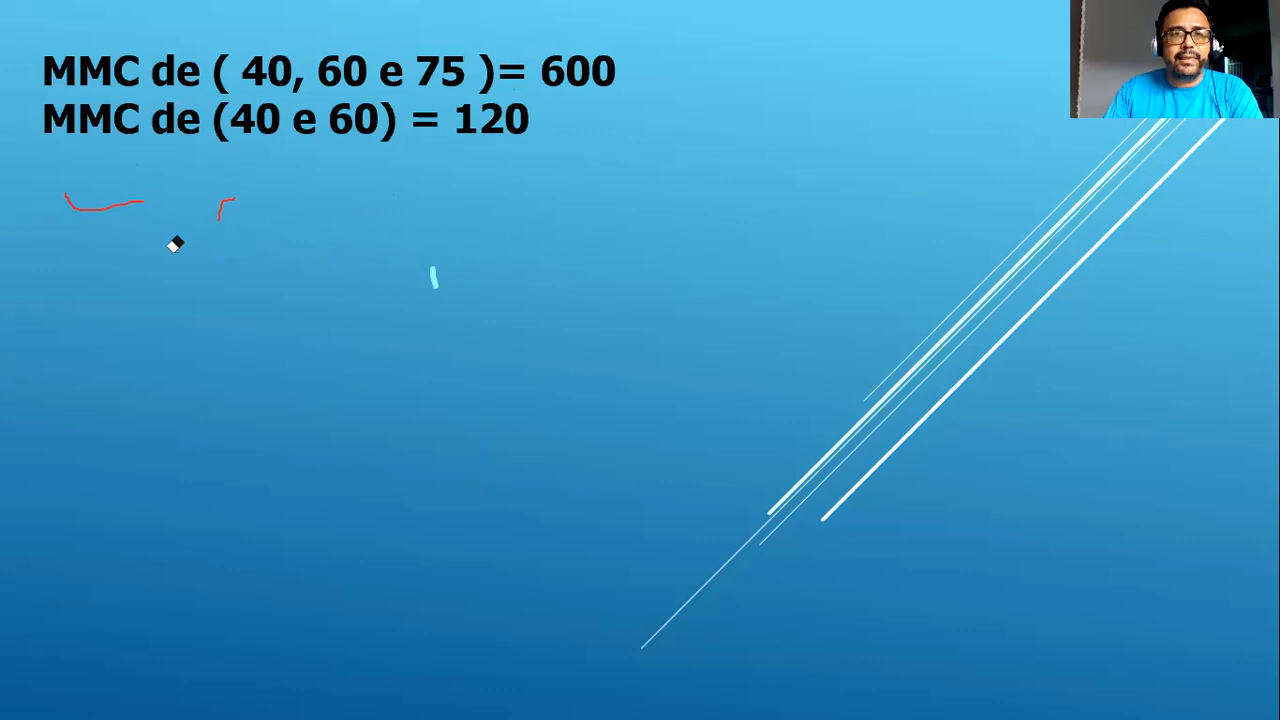 MMC de ( 40, 60 e 75 )= 600
MMC de (40 e 60) = 120